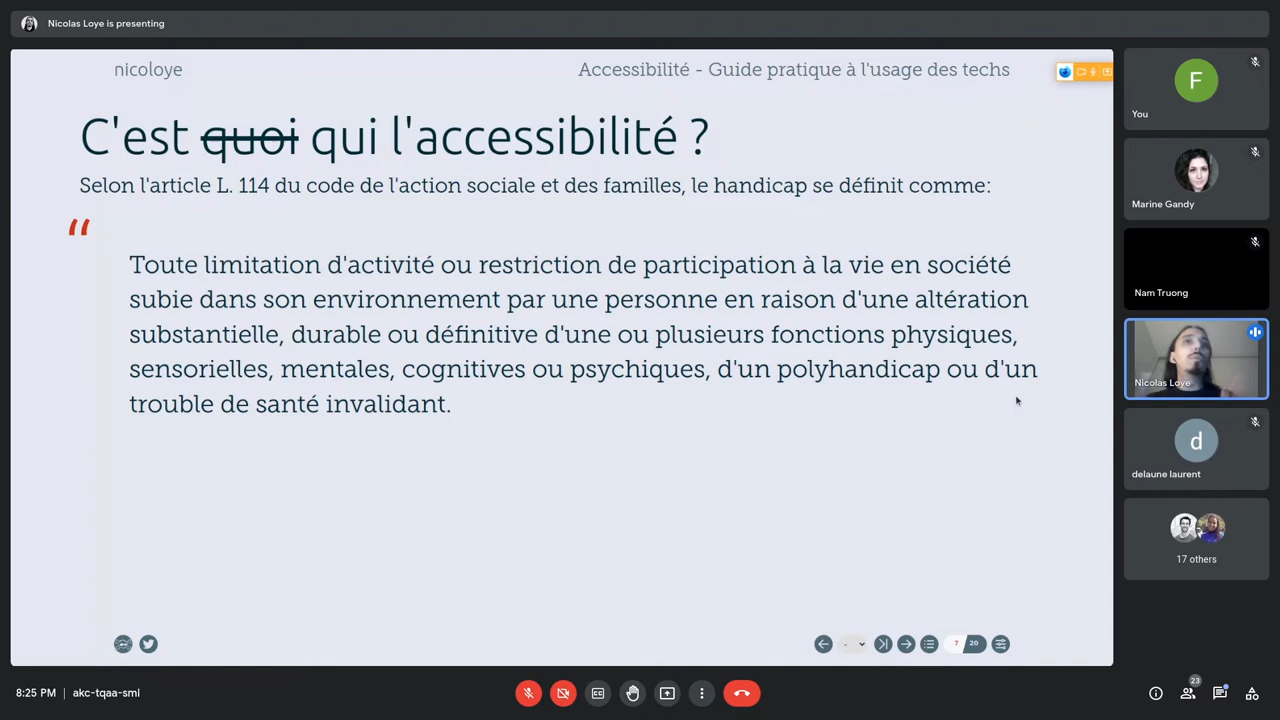 Nicolas Loye is presenting
nicoloye
Accessibilité - Guide pratique à l'usage des techs
C'est quoi qui l'accessibilité ?
Selon l'article L. 114 du code de l'action sociale et des familles, le handicap se définit comme:
“
Toute limitation d'activité ou restriction de participation à la vie en société
subie dans son environnement par une personne en raison d'une altération
substantielle, durable ou définitive d'une ou plusieurs fonctions physiques,
sensorielles, mentales, cognitives ou psychiques, d'un polyhandicap ou d'un
trouble de santé invalidant.
- 
? 20
F
You
Marine Gandy
Nam Truong
Nicolas Loye
d
delaune laurent
17 others
8:25 PM | akc-tqaa-smi
CC
23